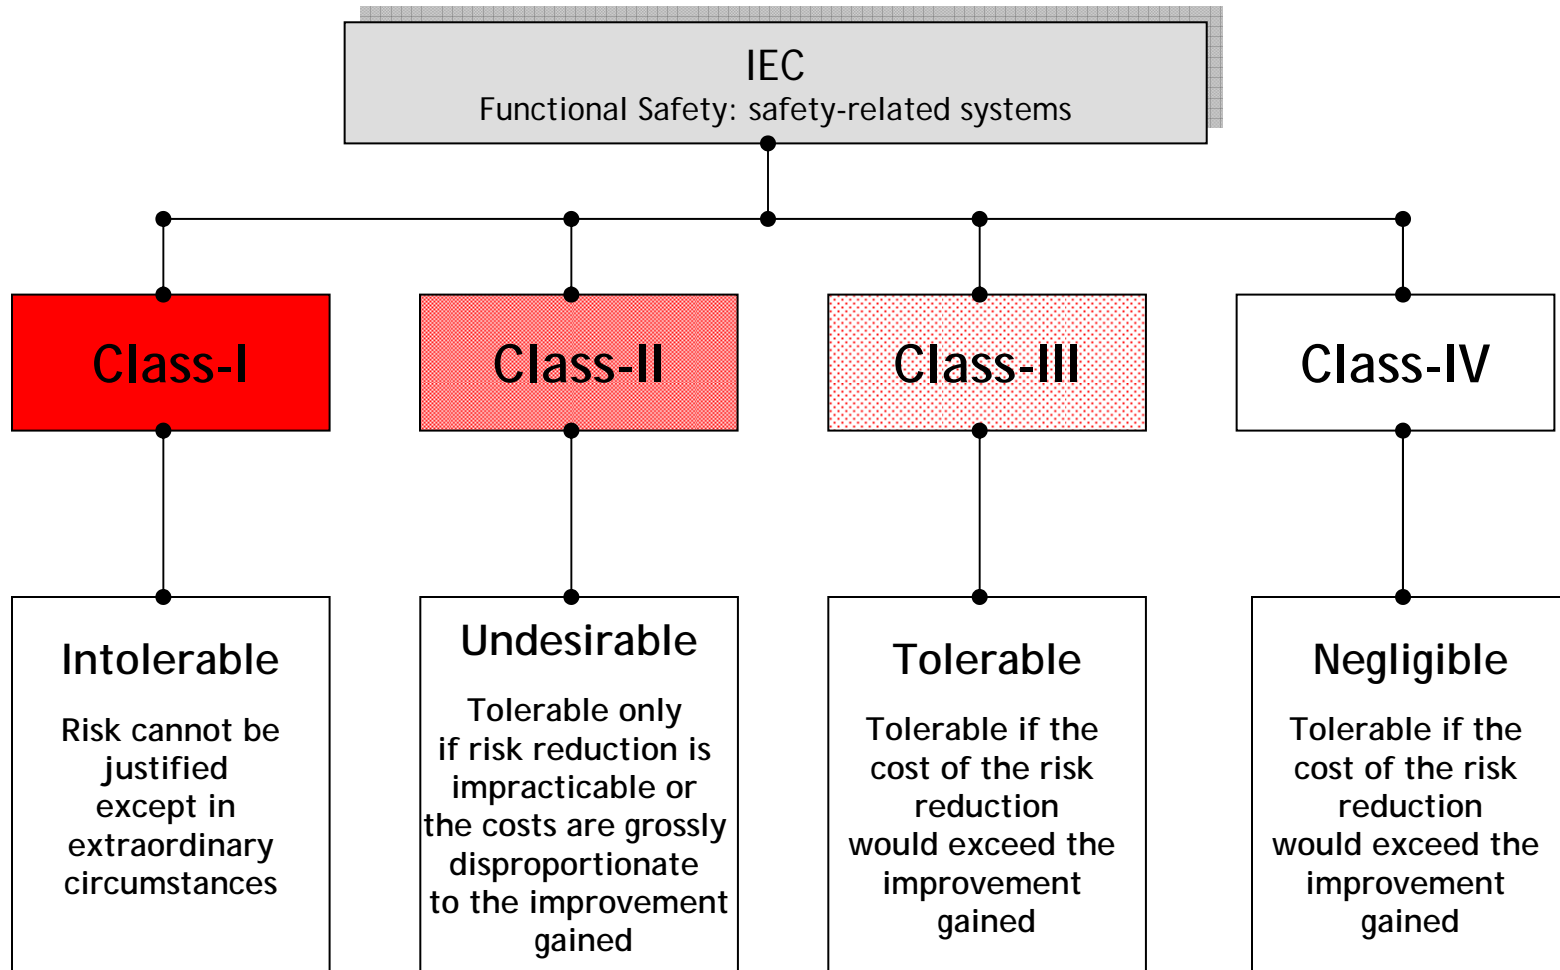 IEC
Functional Safety: safety-related systems
Class-I
Class-II
Class-III
Class-IV
Intolerable
Risk cannot be
justified
except in
extraordinary
circumstances
Undesirable
Tolerable only
if risk reduction is
impracticable or
the costs are grossly
disproportionate
to the improvement
gained
Tolerable
Tolerable if the
cost of the risk
reduction
would exceed the
improvement
gained
Negligible
Tolerable if the
cost of the risk
reduction
would exceed the
improvement
gained